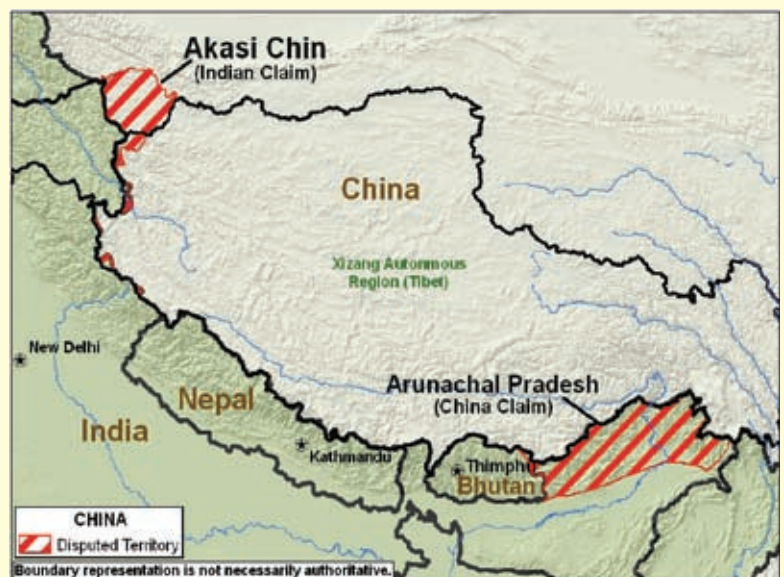 Akasi Chin
(Indian Claim)
China
Xizang Autonmous
Region (Tibet)
New Delhi
Arunachal Pradesh
(China Claim)
Nepal
India
Kathmandu
Thimphu
Bhutan
CHINA
Disputed Territory
Boundary representation is not necessarily authoritative.